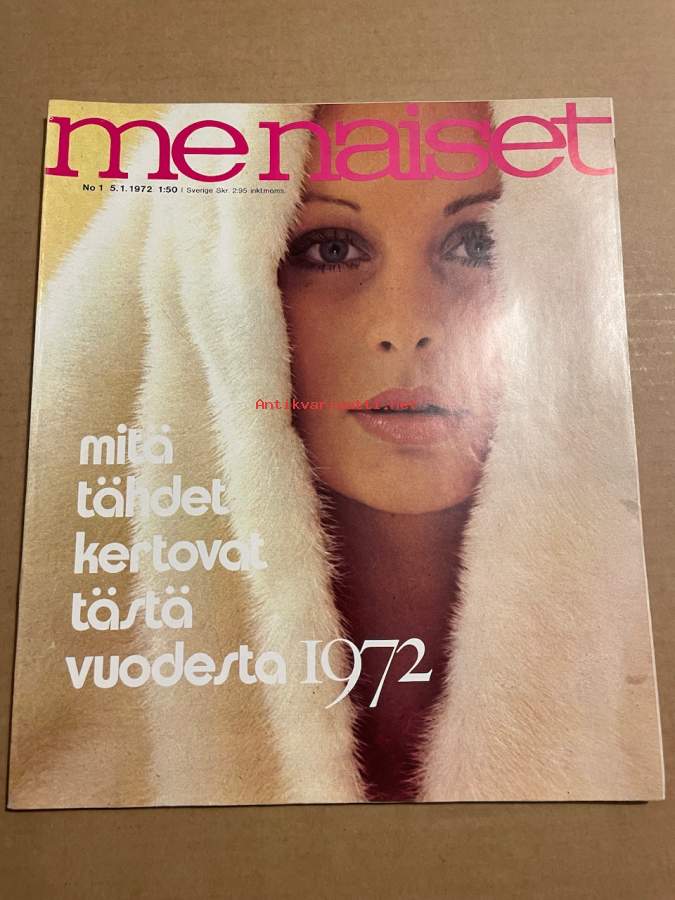 me naiset
No 1 5.1.1972 1:50 | Sverige Skr. 2:95 inkl.moms.
Antikvariaatti.net
mitä
tähdet
kertovat
tästä
vuodesta 1972